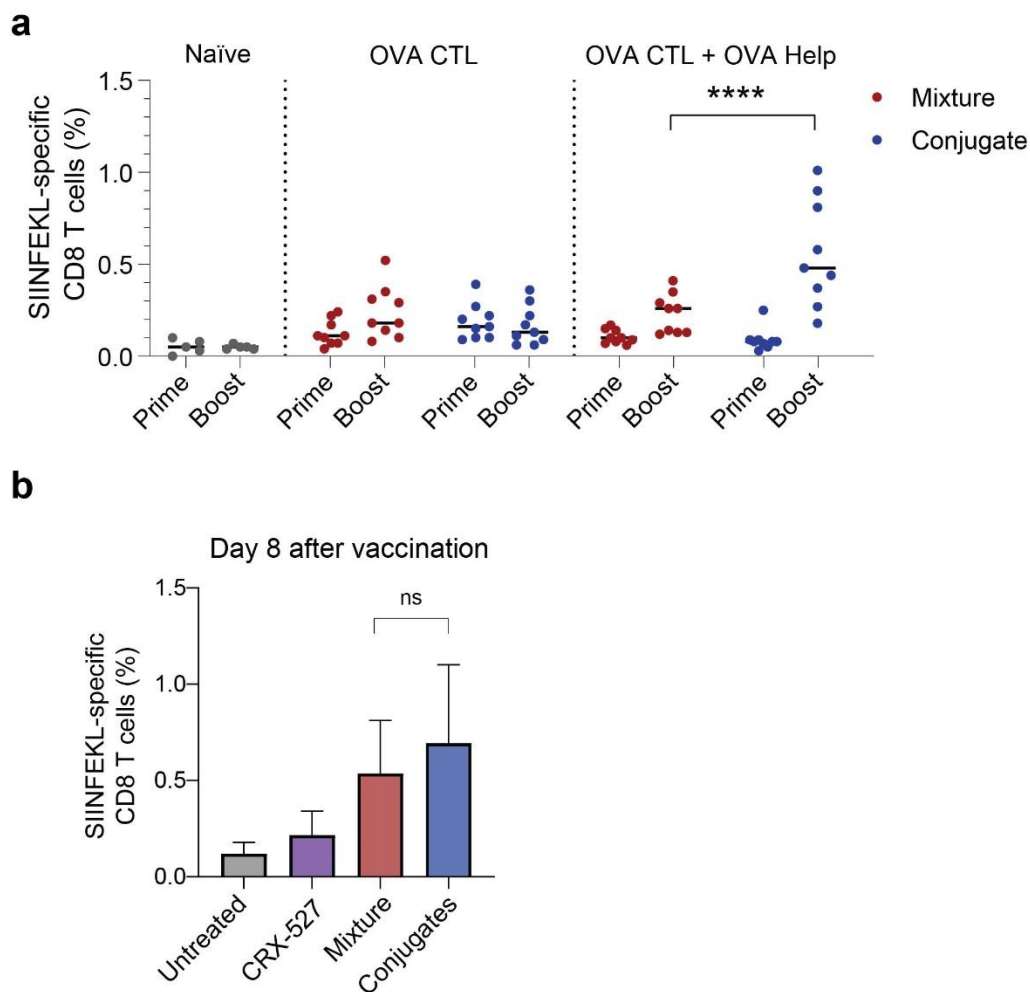 a
Naïve
OVA CTL
OVA CTL + OVA Help
SIINFEKL-specific
CD8 T cells (%)
1.5
1.0
0.5
0.0
****
Mixture
Conjugate
Prime
Boost
Prime
Boost
Prime
Boost
Prime
Boost
Prime
Boost
b
Day 8 after vaccination
SIINFEKL-specific
CD8 T cells (%)
1.5
1.0
0.5
0.0
ns
Untreated
CRX-527
Mixture
Conjugates